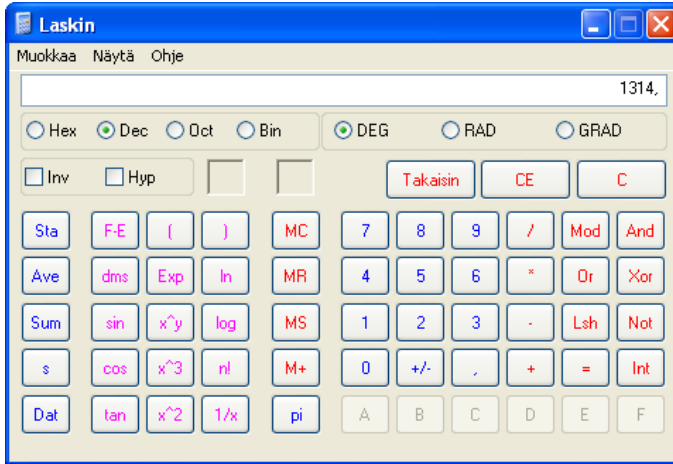 Laskin
Muokkaa Näytä Ohje
1314,
Hex Dec Oct Bin DEG RAD GRAD
Inv Hyp Takaisin CE C
Sta F-E ( ) MC 7 8 9 / Mod And
Ave dms Exp ln MR 4 5 6 * Or Xor
Sum sin x^y log MS 1 2 3 - Lsh Not
s cos x^3 n! M+ 0 +/- , + = Int
Dat tan x^2 1/x pi A B C D E F